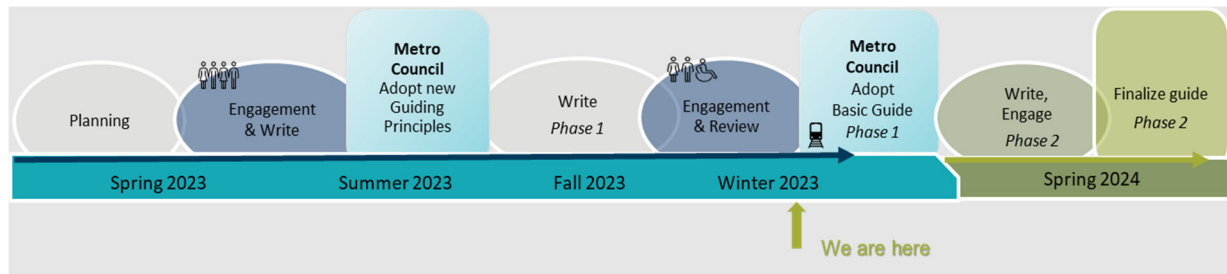 Planning
Engagement
& Write
Metro
Council
Adopt new
Guiding
Principles
Write
Phase 1
Engagement
& Review
Metro
Council
Adopt
Basic Guide
Phase 1
Write,
Engage
Phase 2
Finalize guide
Phase 2
Spring 2023
Summer 2023
Fall 2023
Winter 2023
Spring 2024
We are here